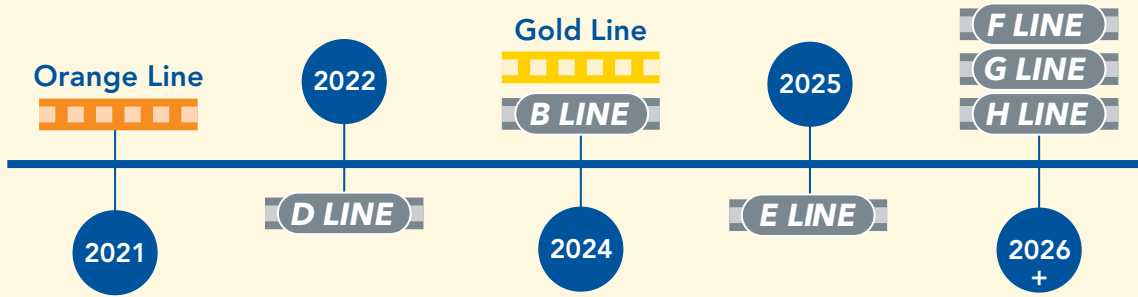 Orange Line
2021
2022
D LINE
Gold Line
B LINE
2024
2025
E LINE
F LINE
G LINE
H LINE
2026
+